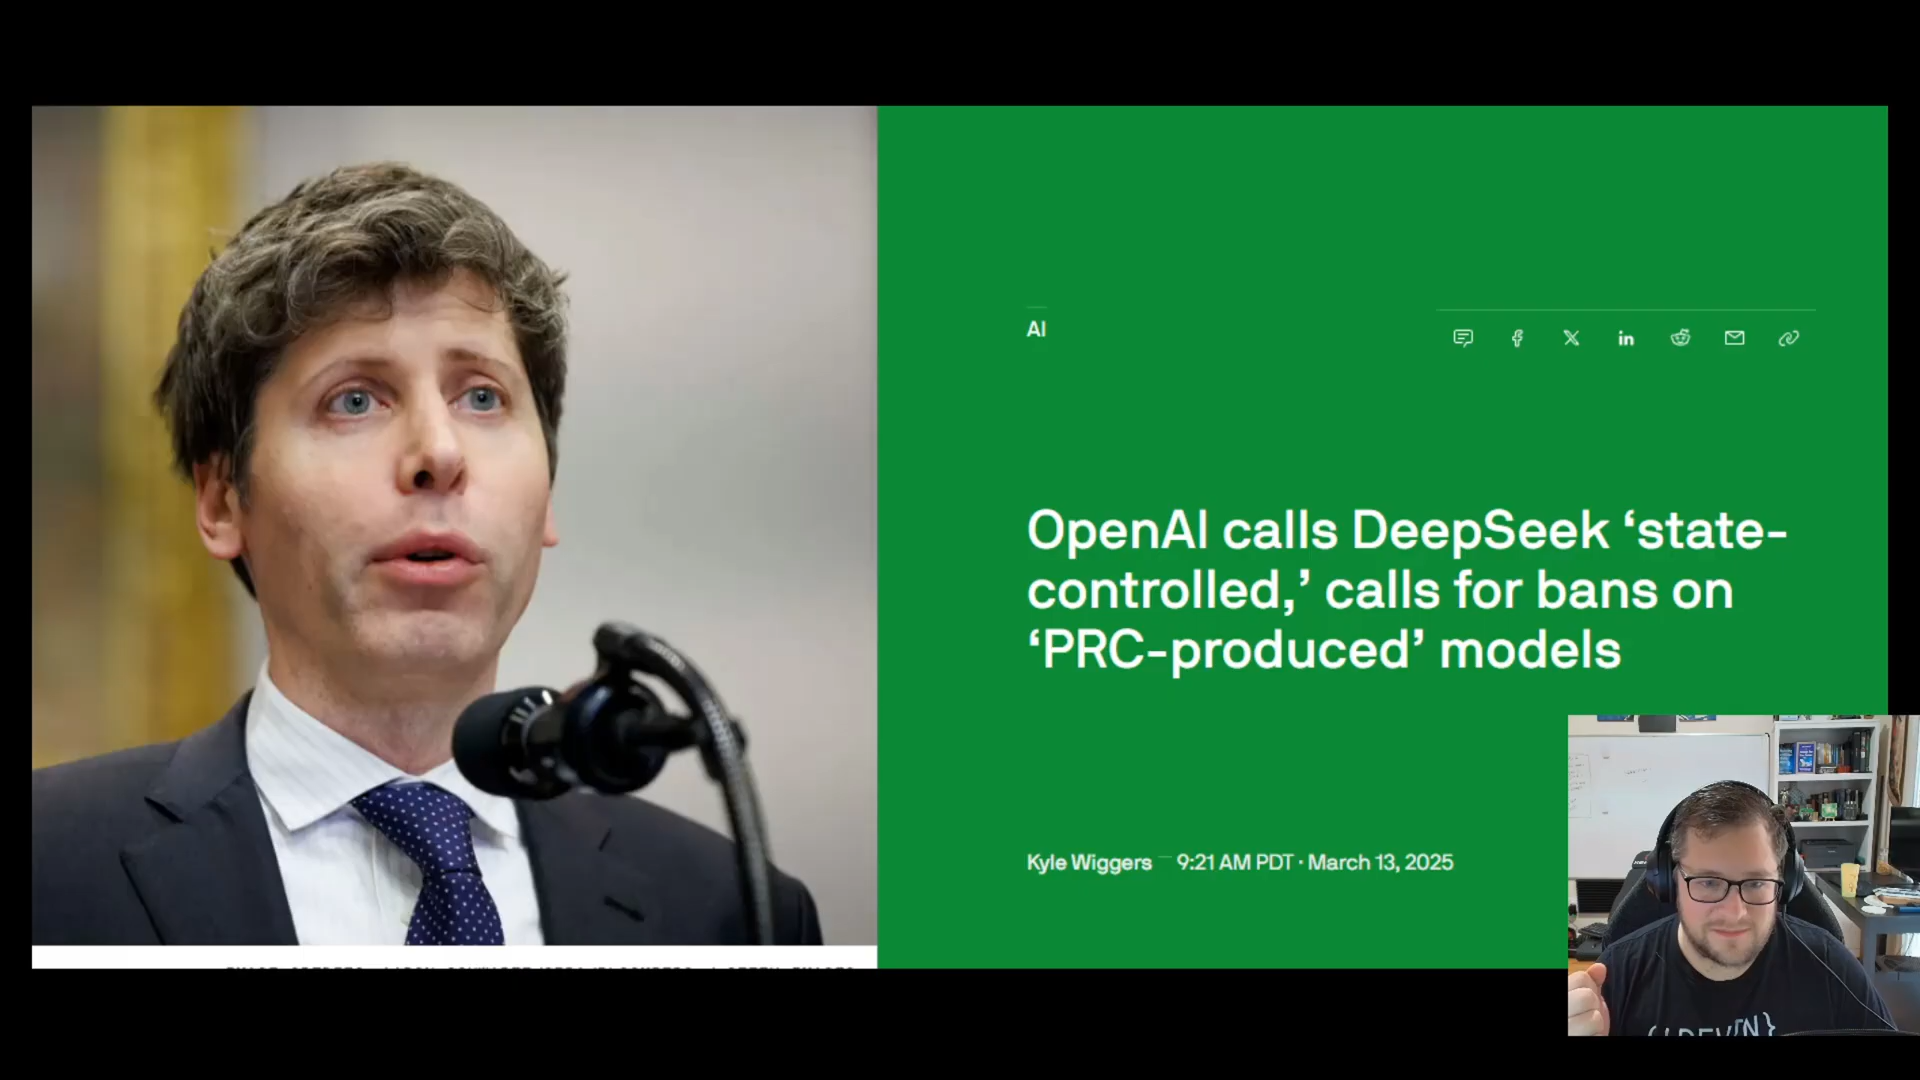 AI
OpenAI calls DeepSeek ‘state-
controlled,’ calls for bans on
‘PRC-produced’ models
Kyle Wiggers — 9:21 AM PDT · March 13, 2025